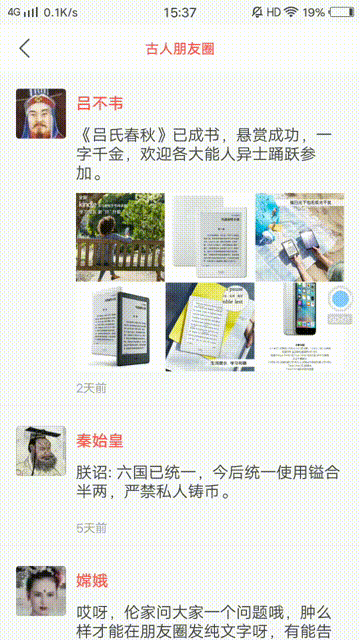 4G 0.1K/s 15:37 HD 19%
古人朋友圈
吕不韦
《吕氏春秋》已成书，悬赏成功，一
字千金，欢迎各大能人异士踊跃参
加。
2天前
秦始皇
朕诏: 六国已统一，今后统一使用镒合
半两，严禁私人铸币。
5天前
嫦娥
哎呀，伦家问大家一个问题哦，肿么
样才能在朋友圈发纯文字呀，有能告